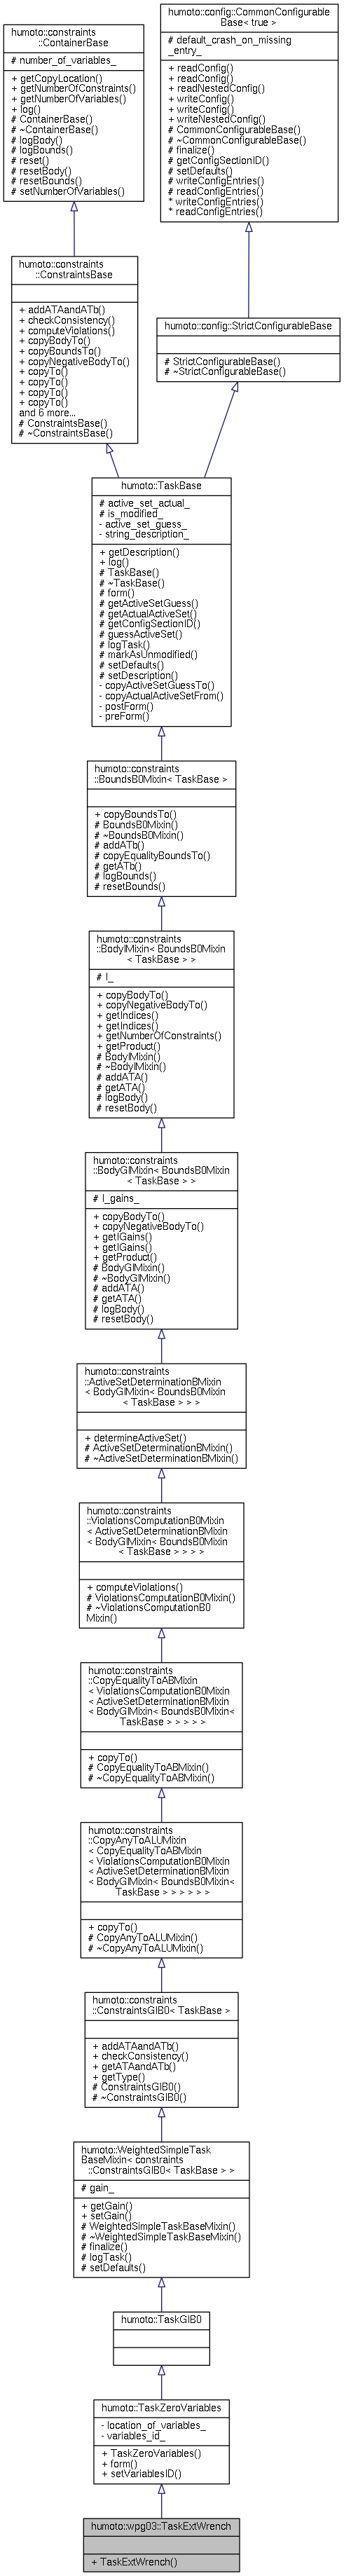 humoto::constraints
::ContainerBase
# number_of_variables_
+ getCopyLocation()
+ getNumberOfConstraints()
+ getNumberOfVariables()
+ log()
# ContainerBase()
# ~ContainerBase()
# logBody()
# logBounds()
# reset()
# resetBody()
# resetBounds()
# setNumberOfVariables()
humoto::config::CommonConfigurable
Base< true >
# default_crash_on_missing
_entry_
+ readConfig()
+ readConfig()
+ readNestedConfig()
+ writeConfig()
+ writeConfig()
+ writeNestedConfig()
# CommonConfigurableBase()
# ~CommonConfigurableBase()
# finalize()
# getConfigSectionID()
# setDefaults()
# writeConfigEntries()
# readConfigEntries()
* writeConfigEntries()
* readConfigEntries()
humoto::constraints
::ConstraintsBase
+ addATAandATb()
+ checkConsistency()
+ computeViolations()
+ copyBodyTo()
+ copyBoundsTo()
+ copyNegativeBodyTo()
+ copyTo()
+ copyTo()
+ copyTo()
+ copyTo()
and 6 more...
# ConstraintsBase()
# ~ConstraintsBase()
humoto::config::StrictConfigurableBase
# StrictConfigurableBase()
# ~StrictConfigurableBase()
humoto::TaskBase
# active_set_actual_
# is_modified_
- active_set_guess_
- string_description_
+ getDescription()
+ log()
# TaskBase()
# ~TaskBase()
# form()
# getActiveSetGuess()
# getActualActiveSet()
# getConfigSectionID()
# guessActiveSet()
# logTask()
# markAsUnmodified()
# setDefaults()
# setDescription()
- copyActiveSetGuessTo()
- copyActualActiveSetFrom()
- postForm()
- preForm()
humoto::constraints
::BoundsB0Mixin< TaskBase >
+ copyBoundsTo()
# BoundsB0Mixin()
# ~BoundsB0Mixin()
# addATb()
# copyEqualityBoundsTo()
# getATb()
# logBounds()
# resetBounds()
humoto::constraints
::BodyIMixin< BoundsB0Mixin
< TaskBase > >
# I_
+ copyBodyTo()
+ copyNegativeBodyTo()
+ getIndices()
+ getIndices()
+ getNumberOfConstraints()
+ getProduct()
# BodyIMixin()
# ~BodyIMixin()
# addATA()
# getATA()
# logBody()
# resetBody()
humoto::constraints
::BodyGIMixin< BoundsB0Mixin
< TaskBase > >
# I_gains_
+ copyBodyTo()
+ copyNegativeBodyTo()
+ getIGains()
+ getIGains()
+ getProduct()
# BodyGIMixin()
# ~BodyGIMixin()
# addATA()
# getATA()
# logBody()
# resetBody()
humoto::constraints
::ActiveSetDeterminationBMixin
< BodyGIMixin< BoundsB0Mixin
< TaskBase > > >
+ determineActiveSet()
# ActiveSetDeterminationBMixin()
# ~ActiveSetDeterminationBMixin()
humoto::constraints
::ViolationsComputationB0Mixin
< ActiveSetDeterminationBMixin
< BodyGIMixin< BoundsB0Mixin
< TaskBase > > > >
+ computeViolations()
# ViolationsComputationB0Mixin()
# ~ViolationsComputationB0
Mixin()
humoto::constraints
::CopyEqualityToABMixin
< ViolationsComputationB0Mixin
< ActiveSetDeterminationBMixin
< BodyGIMixin< BoundsB0Mixin<
TaskBase > > > > >
+ copyTo()
# CopyEqualityToABMixin()
# ~CopyEqualityToABMixin()
humoto::constraints
::CopyAnyToALUMixin
< CopyEqualityToABMixin
< ViolationsComputationB0Mixin
< ActiveSetDeterminationBMixin
< BodyGIMixin< BoundsB0Mixin<
TaskBase > > > > > >
+ copyTo()
# CopyAnyToALUMixin()
# ~CopyAnyToALUMixin()
humoto::constraints
::ConstraintsGIB0< TaskBase >
+ addATAandATb()
+ checkConsistency()
+ getATAandATb()
+ getType()
# ConstraintsGIB0()
# ~ConstraintsGIB0()
humoto::WeightedSimpleTask
BaseMixin< constraints
::ConstraintsGIB0< TaskBase > >
# gain_
+ getGain()
+ setGain()
# WeightedSimpleTaskBaseMixin()
# ~WeightedSimpleTaskBaseMixin()
# finalize()
# logTask()
# setDefaults()
humoto::TaskGIB0
humoto::TaskZeroVariables
- location_of_variables_
- variables_id_
+ TaskZeroVariables()
+ form()
+ setVariablesID()
humoto::wpg03::TaskExtWrench
+ TaskExtWrench()